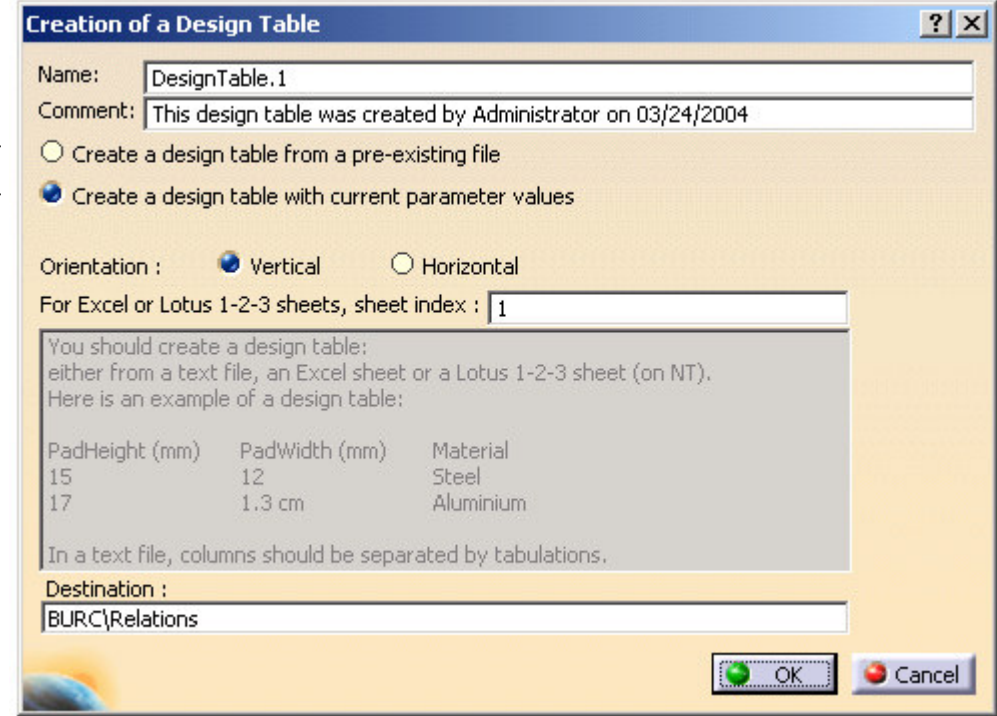 Creation of a Design Table
Name: DesignTable.1
Comment: This design table was created by Administrator on 03/24/2004
Create a design table from a pre-existing file
Create a design table with current parameter values
Orientation : Vertical Horizontal
For Excel or Lotus 1-2-3 sheets, sheet index : 1
You should create a design table:
either from a text file, an Excel sheet or a Lotus 1-2-3 sheet (on NT).
Here is an example of a design table:
PadHeight (mm) PadWidth (mm) Material
15 12 Steel
17 1.3 cm Aluminium
In a text file, columns should be separated by tabulations.
Destination :
BURC\Relations
OK Cancel